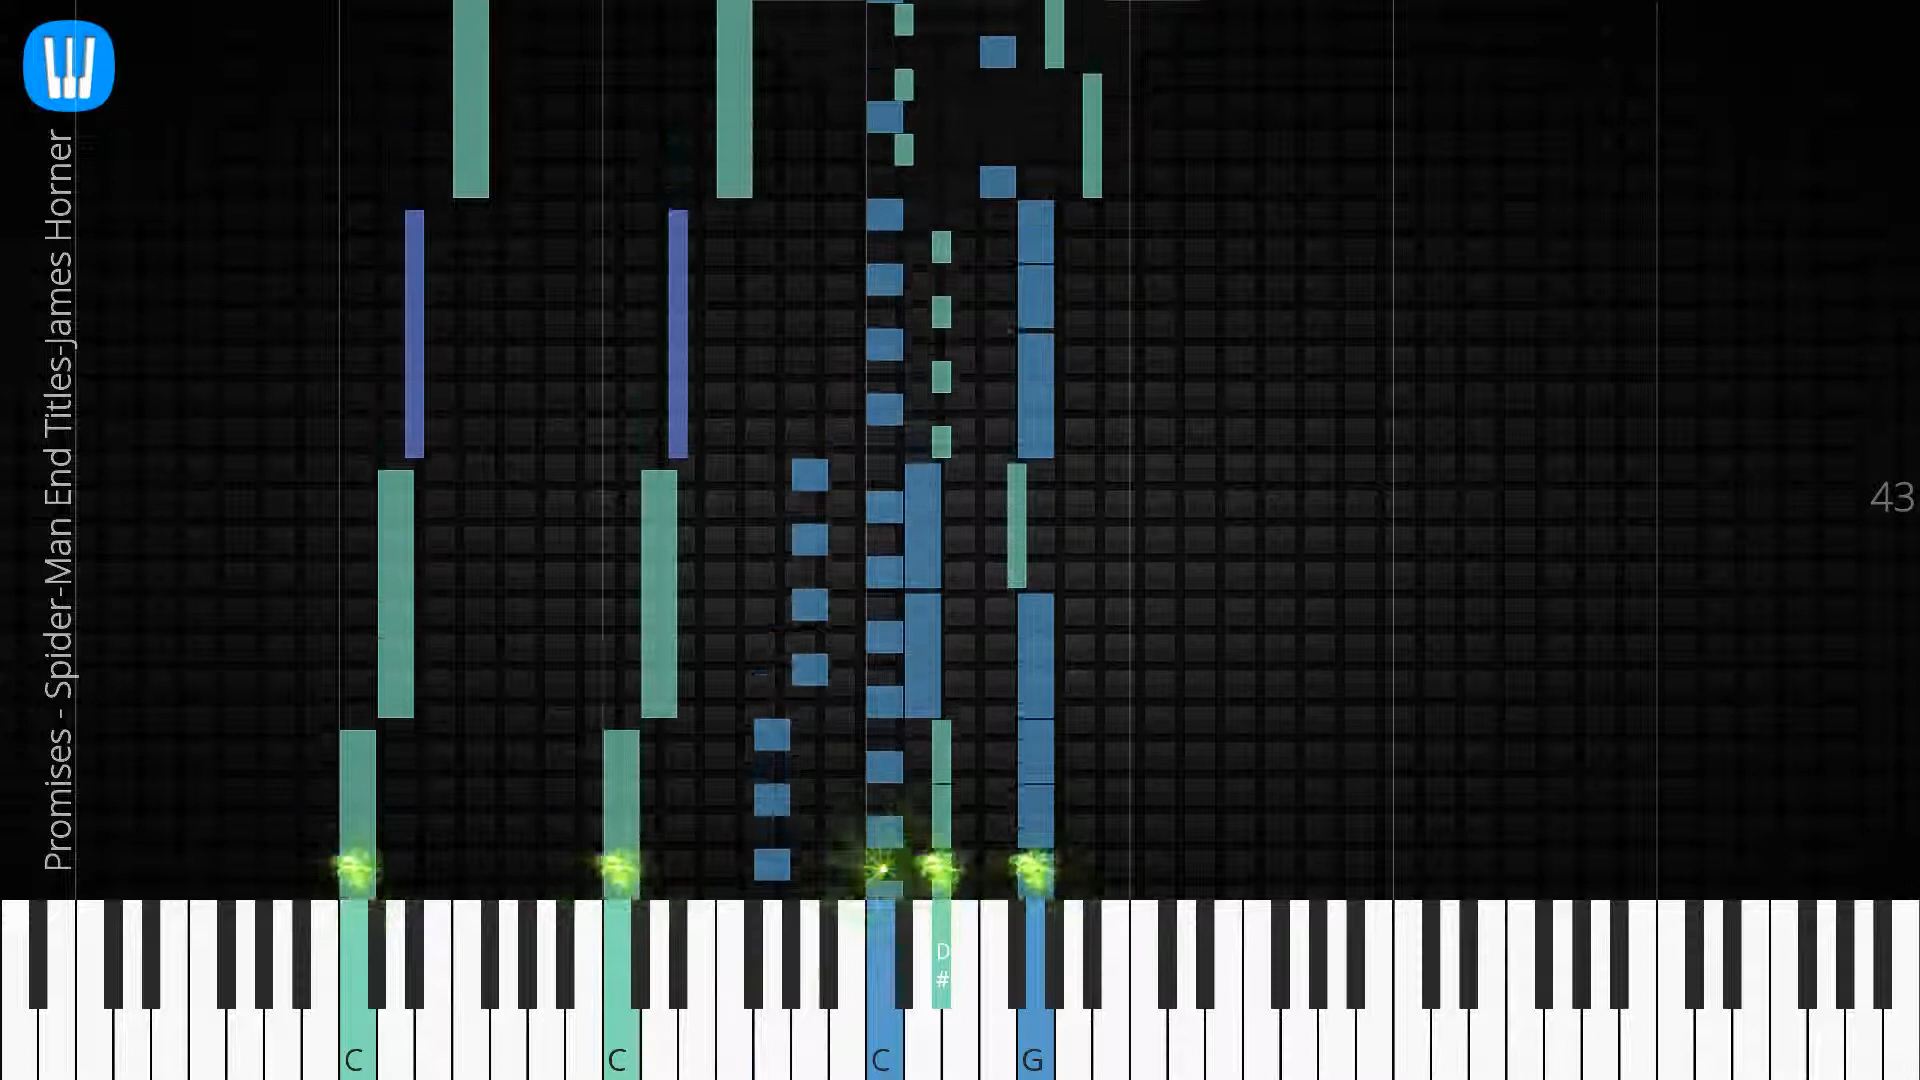 Promises - Spider-Man End Titles-James Horner
43
D
#
C
C
C
G